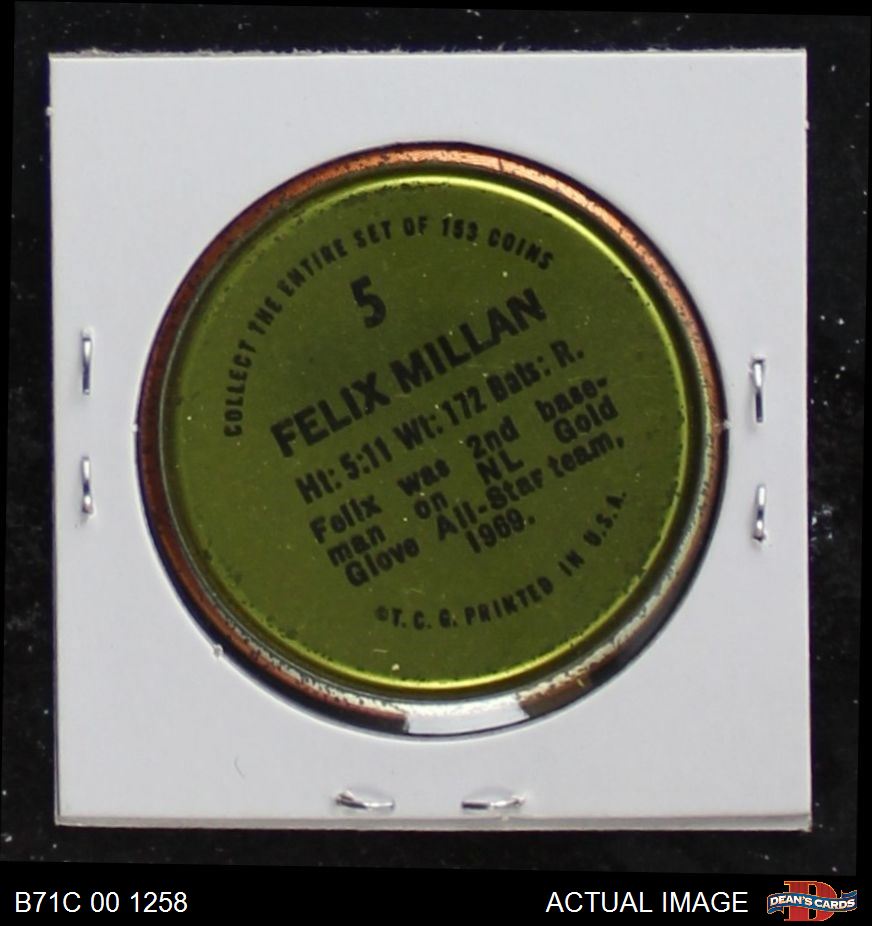 COLLECT THE ENTIRE SET OF 153 COINS
5
FELIX MILLAN
Ht: 5:11 Wt: 172 Bats: R.
Felix was 2nd base-
man on NL Gold
Glove All-Star team,
1969.
©T. C. G. PRINTED IN U.S.A.
B71C 00 1258
ACTUAL IMAGE
D
DEAN'S CARDS